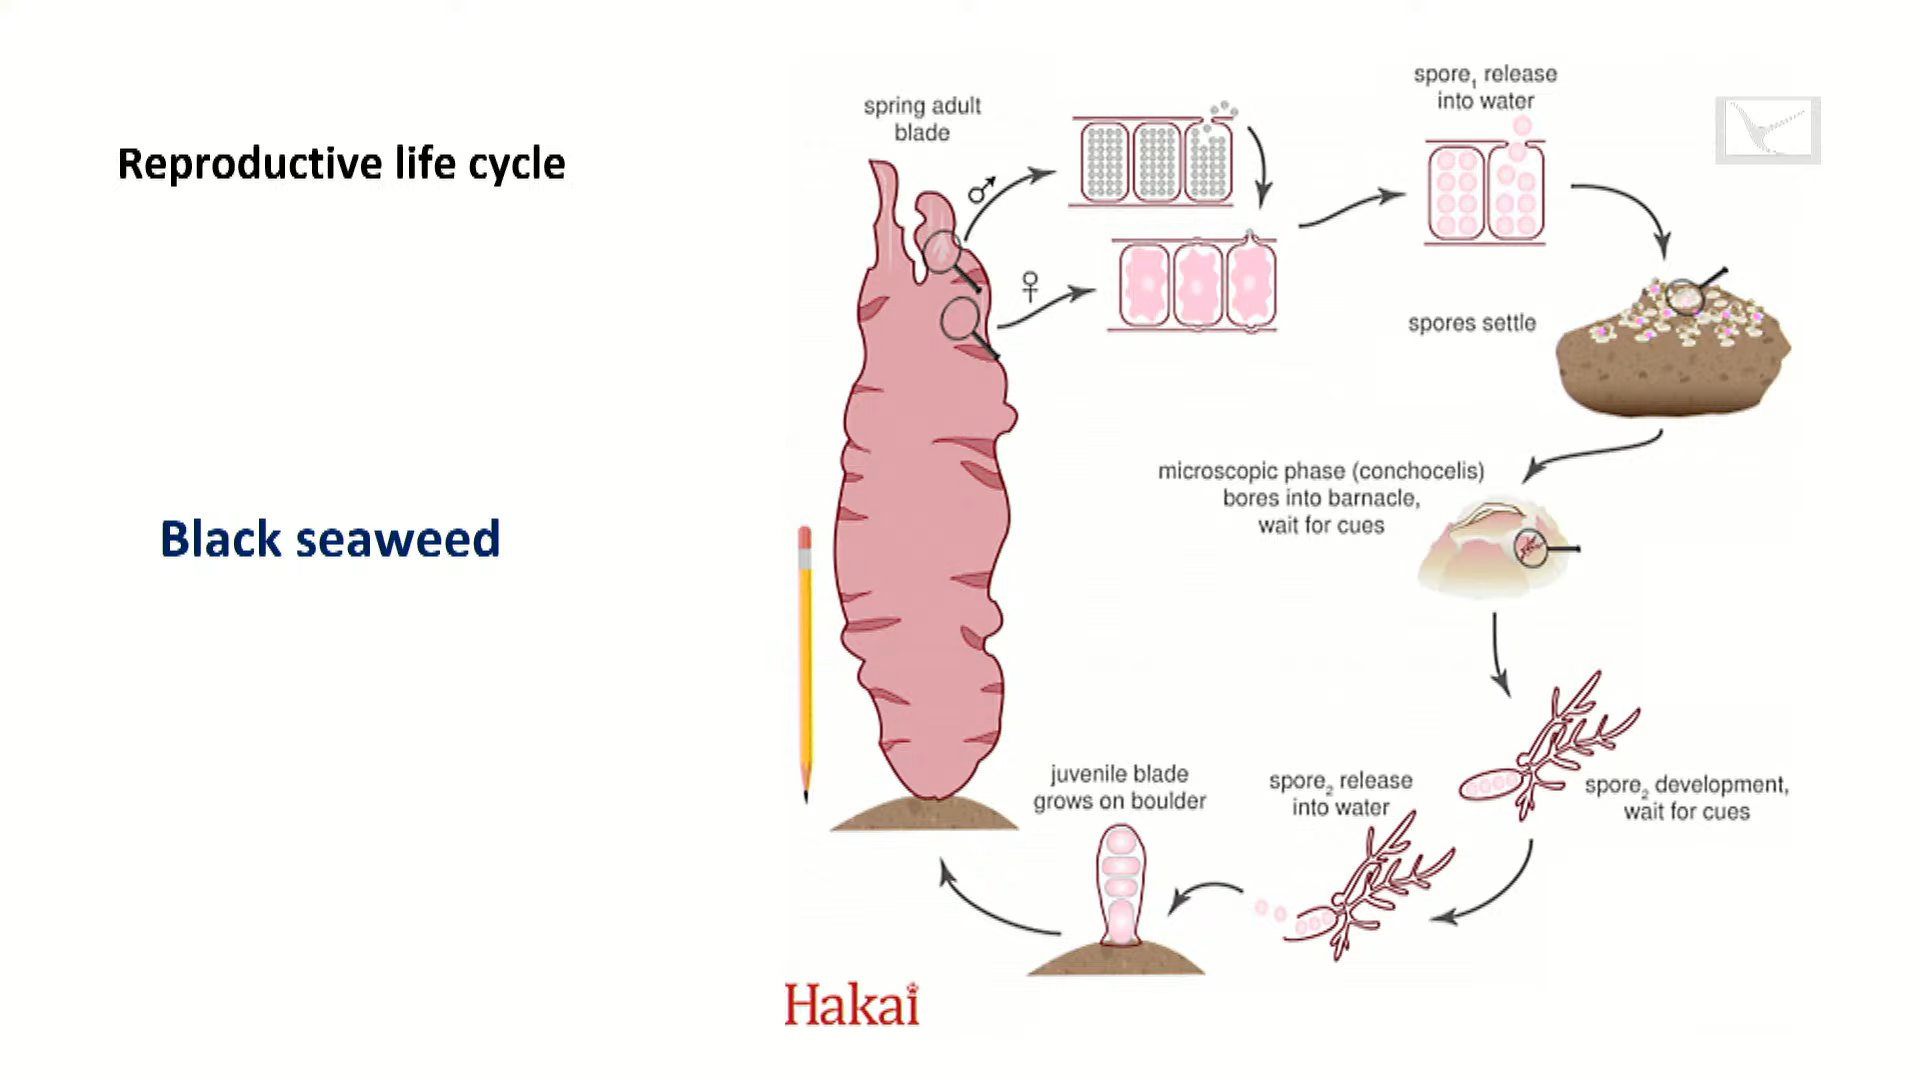 Reproductive life cycle
Black seaweed
spring adult
blade
♂
♀
spore₁ release
into water
spores settle
microscopic phase (conchocelis)
bores into barnacle,
wait for cues
spore₂ development,
wait for cues
spore₂ release
into water
juvenile blade
grows on boulder
Hakai